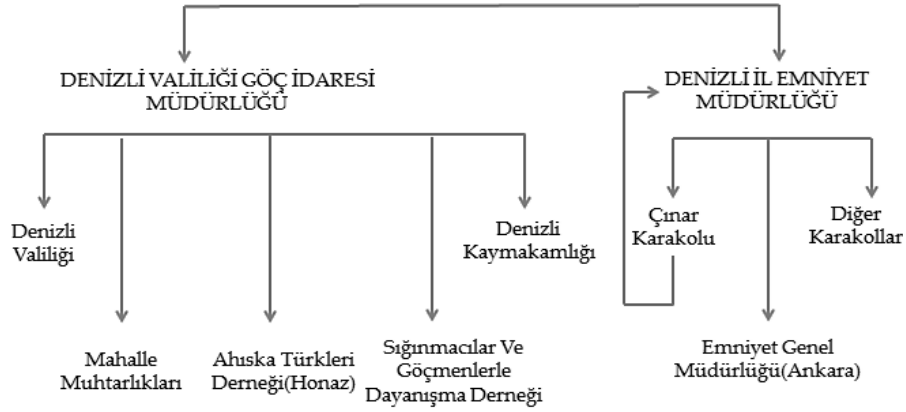 DENİZLİ VALİLİĞİ GÖÇ İDARESİ
MÜDÜRLÜĞÜ
DENİZLİ İL EMNİYET
MÜDÜRLÜĞÜ
Denizli
Valiliği
Denizli
Kaymakamlığı
Çınar
Karakolu
Diğer
Karakollar
Mahalle
Muhtarlıkları
Ahıska Türkleri
Derneği(Honaz)
Sığınmacılar Ve
Göçmenlerle
Dayanışma Derneği
Emniyet Genel
Müdürlüğü(Ankara)